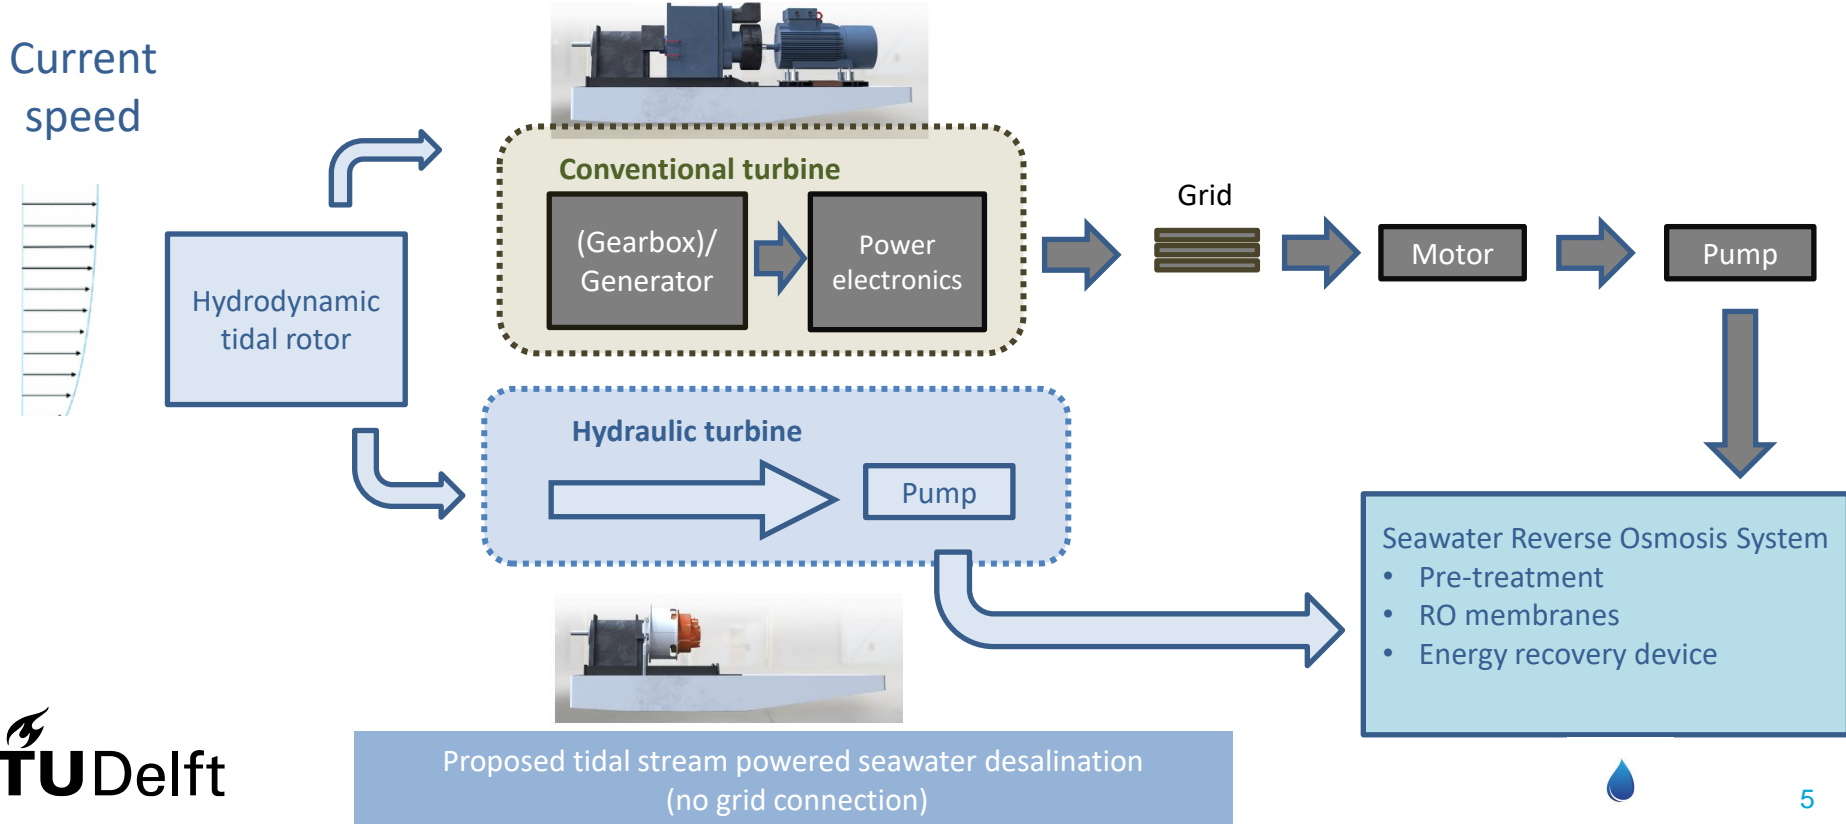 Current
speed
Hydrodynamic
tidal rotor
Conventional turbine
(Gearbox)/
Generator
Power
electronics
Grid
Motor
Pump
Hydraulic turbine
Pump
Seawater Reverse Osmosis System
• Pre-treatment
• RO membranes
• Energy recovery device
Proposed tidal stream powered seawater desalination
(no grid connection)
TUDelft
5